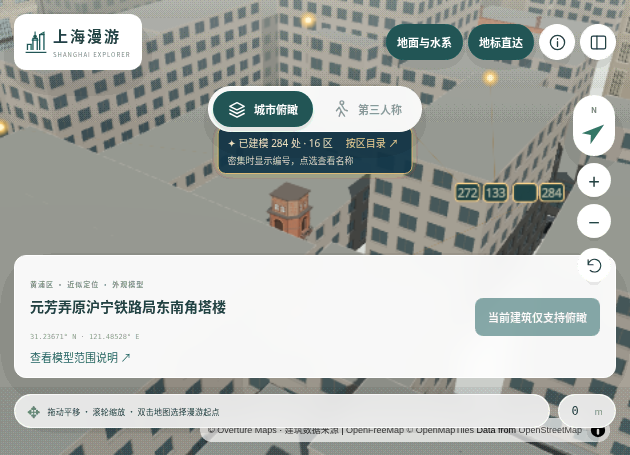 上海漫游
SHANGHAI EXPLORER
地面与水系
地标直达
N
城市俯瞰
第三人称
✦ 已建模 284 处 · 16 区 按区目录 ↗
密集时显示编号，点选查看名称
272 133 284
+
−
黄浦区 · 近似定位 · 外观模型
元芳弄原沪宁铁路局东南角塔楼
当前建筑仅支持俯瞰
31.23671° N · 121.48528° E
查看模型范围说明 ↗
拖动平移 · 滚轮缩放 · 双击地图选择漫游起点
0 m
© Overture Maps · 建筑数据来源 | OpenFreeMap © OpenMapTiles Data from OpenStreetMap